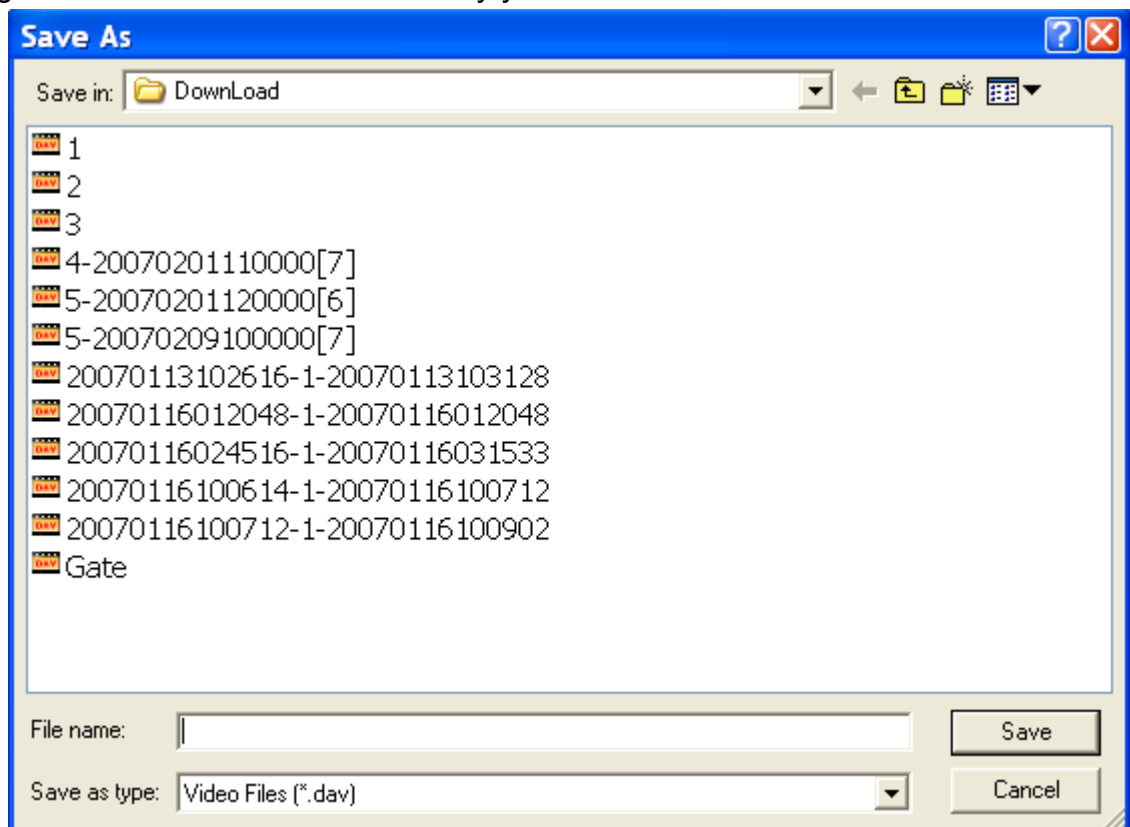 Save As
Save in: DownLoad
1
2
3
4-20070201110000[7]
5-20070201120000[6]
5-20070209100000[7]
20070113102616-1-20070113103128
20070116012048-1-20070116012048
20070116024516-1-20070116031533
20070116100614-1-20070116100712
20070116100712-1-20070116100902
Gate
File name: Save
Save as type: Video Files (*.dav) Cancel